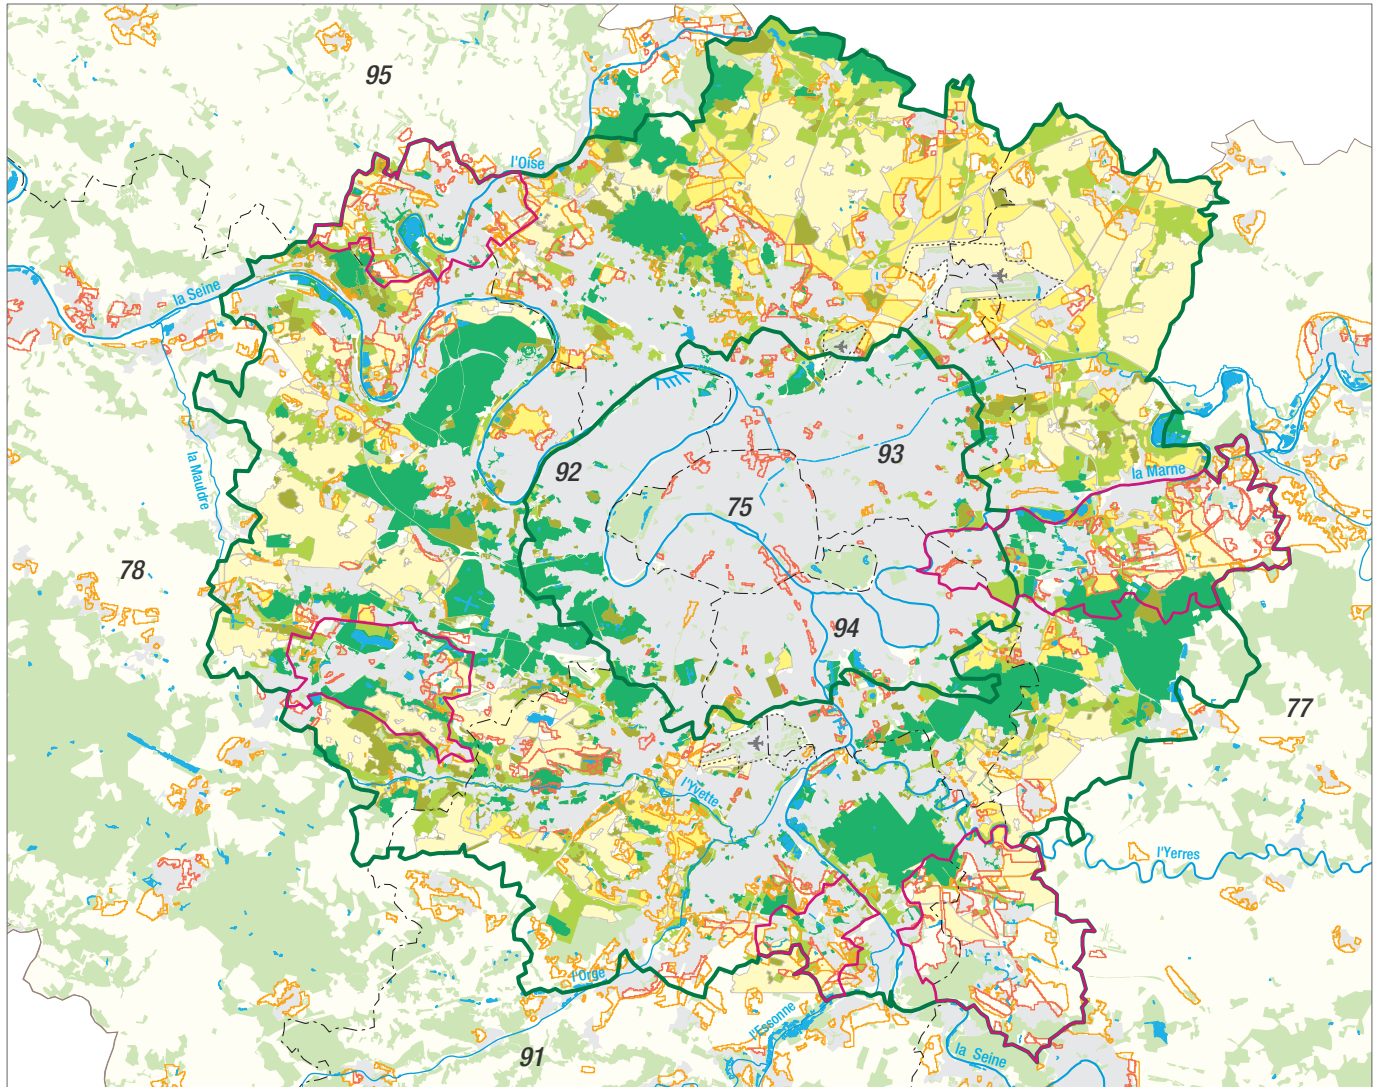 95
l'Oise
la Seine
la Mauldre
92
93
75
la Marne
78
94
77
l'Yvette
l'Yerres
l'Orge
l'Essonne
la Seine
91